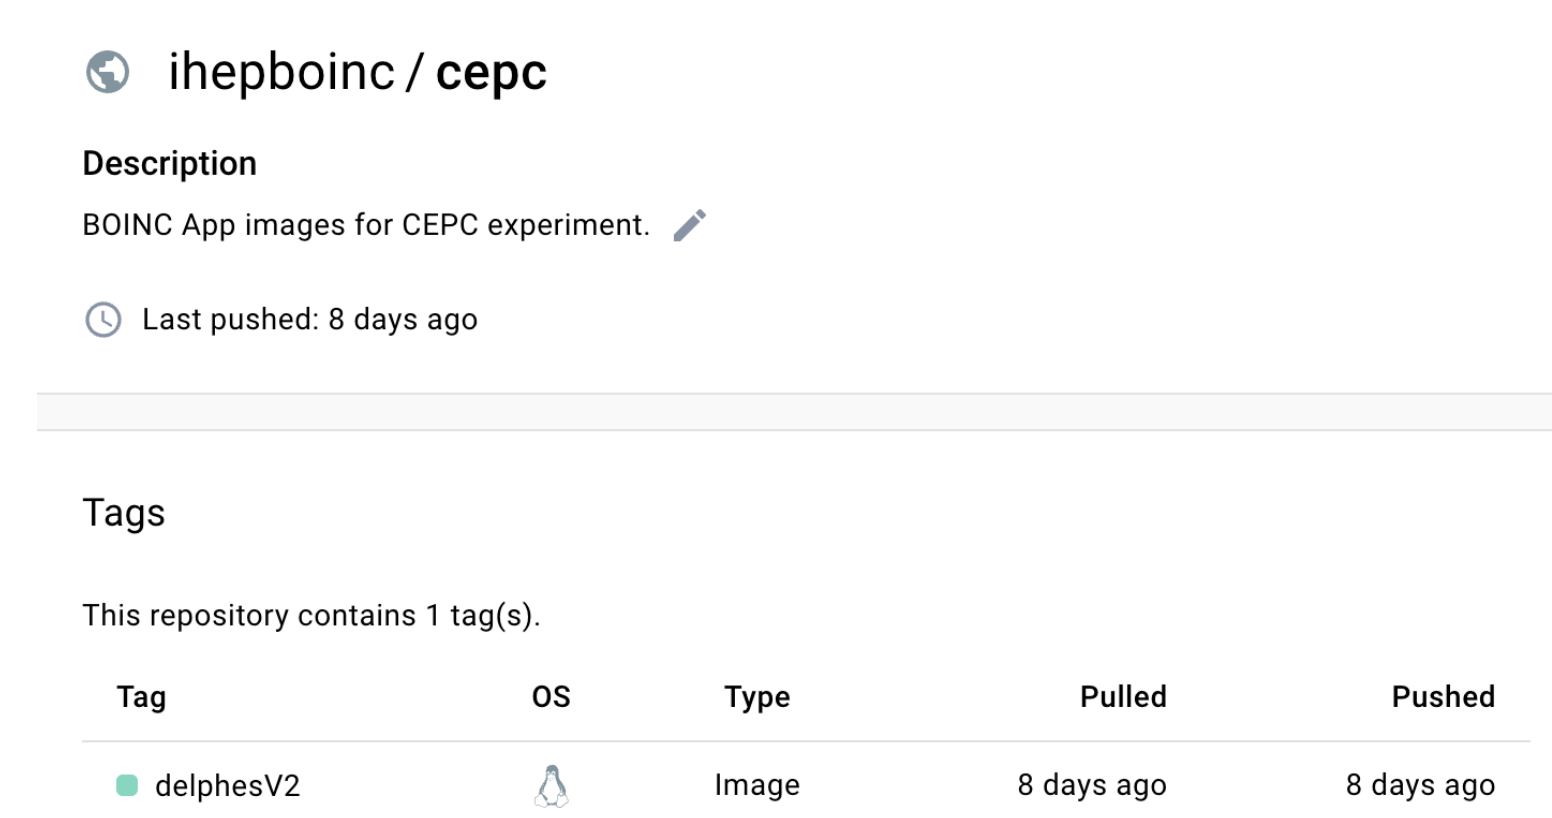 ihepboinc / cepc
Description
BOINC App images for CEPC experiment.
Last pushed: 8 days ago
Tags
This repository contains 1 tag(s).
Tag OS Type Pulled Pushed
delphesV2 Image 8 days ago 8 days ago